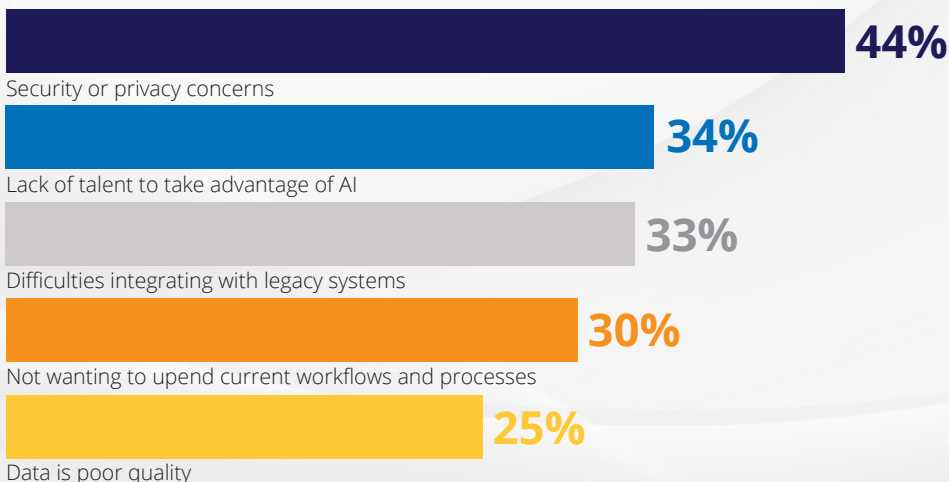 44%
Security or privacy concerns
34%
Lack of talent to take advantage of AI
33%
Difficulties integrating with legacy systems
30%
Not wanting to upend current workflows and processes
25%
Data is poor quality